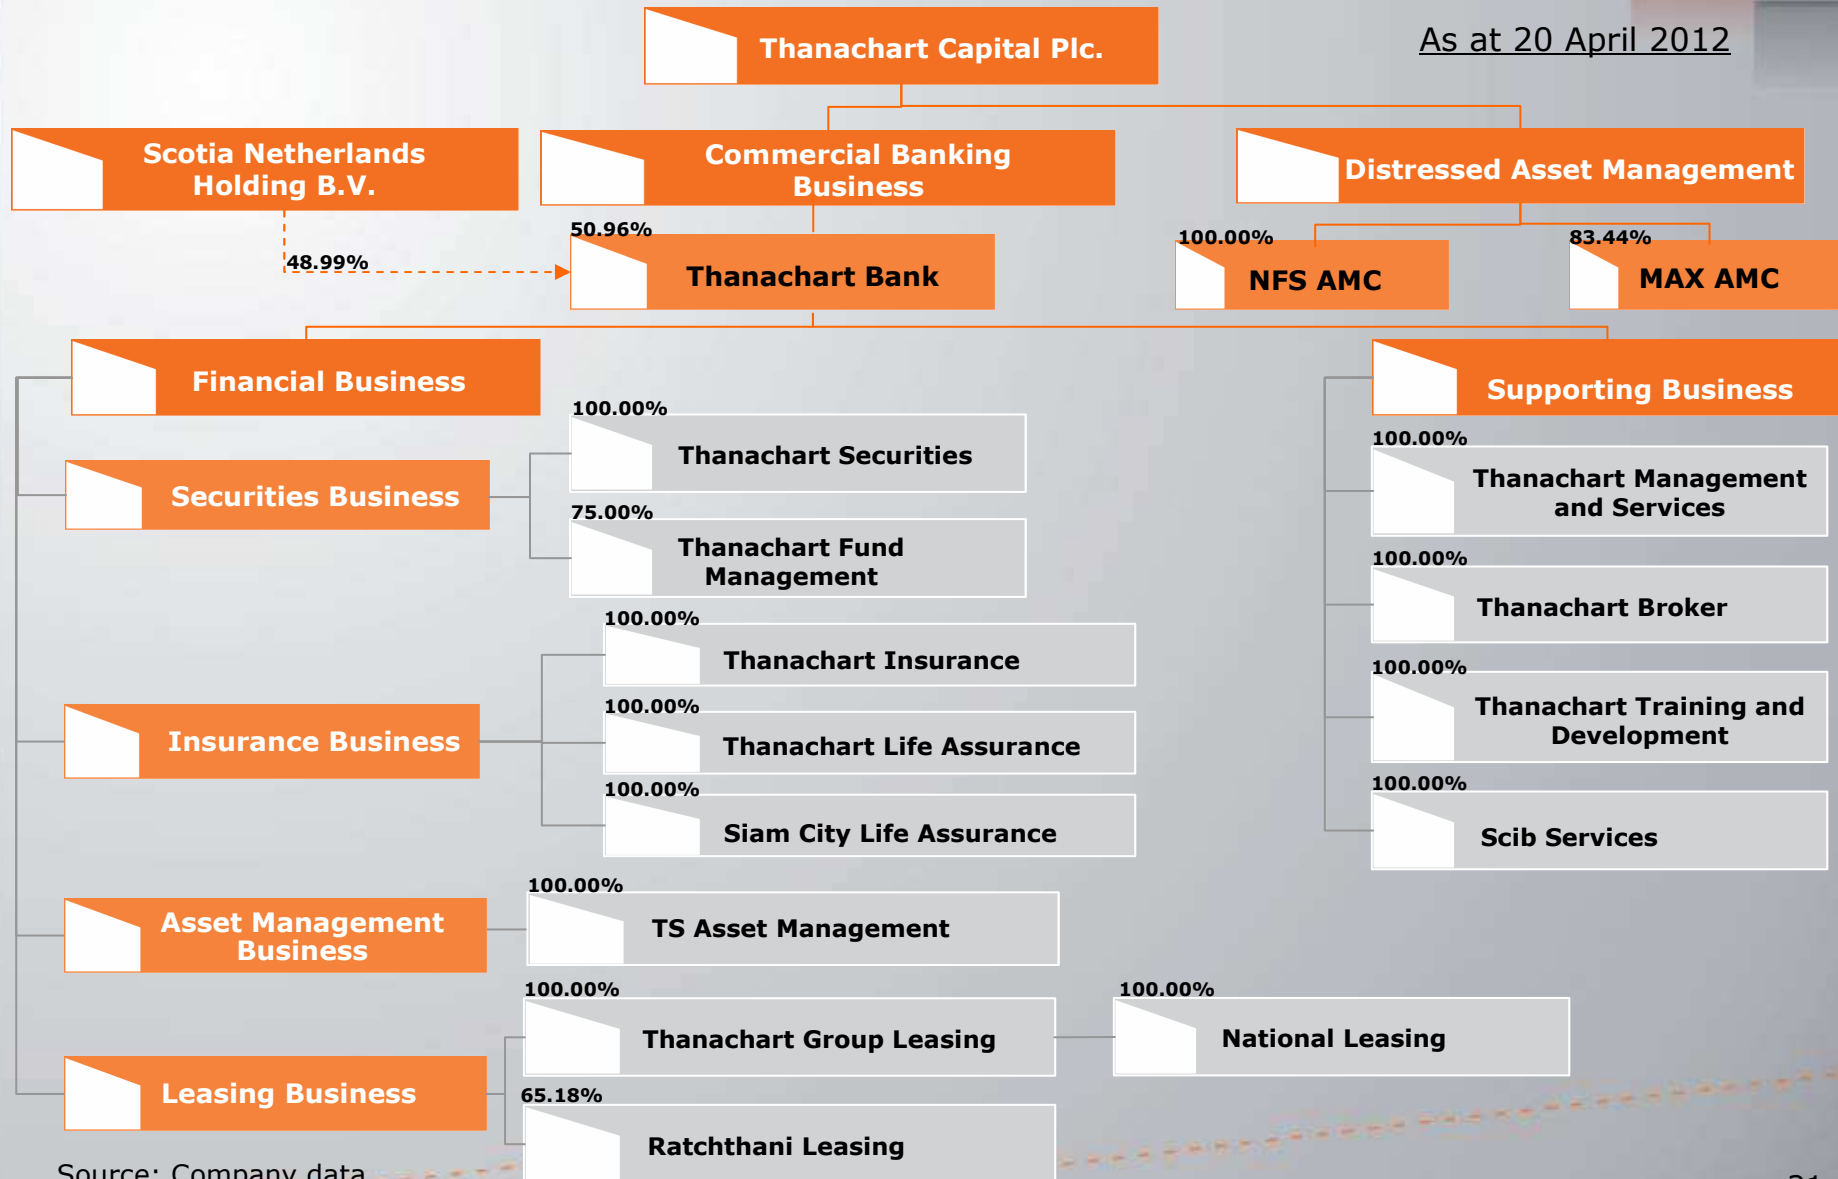 Thanachart Capital Plc.
As at 20 April 2012
Scotia Netherlands
Holding B.V.
Commercial Banking
Business
Distressed Asset Management
48.99%
50.96%
Thanachart Bank
100.00%
NFS AMC
83.44%
MAX AMC
Financial Business
Securities Business
100.00%
Thanachart Securities
75.00%
Thanachart Fund
Management
Insurance Business
100.00%
Thanachart Insurance
100.00%
Thanachart Life Assurance
100.00%
Siam City Life Assurance
Asset Management
Business
100.00%
TS Asset Management
Leasing Business
100.00%
Thanachart Group Leasing
100.00%
National Leasing
65.18%
Ratchthani Leasing
Supporting Business
100.00%
Thanachart Management
and Services
100.00%
Thanachart Broker
100.00%
Thanachart Training and
Development
100.00%
Scib Services
Source: Company data